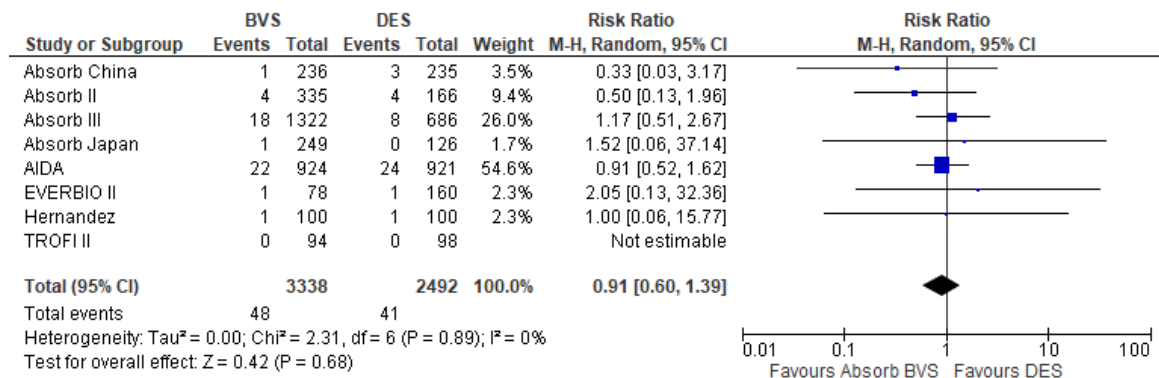 BVS DES Risk Ratio Risk Ratio
Study or Subgroup Events Total Events Total Weight M-H, Random, 95% CI M-H, Random, 95% CI
Absorb China 1 236 3 235 3.5% 0.33 [0.03, 3.17]
Absorb II 4 335 4 166 9.4% 0.50 [0.13, 1.96]
Absorb III 18 1322 8 686 26.0% 1.17 [0.51, 2.67]
Absorb Japan 1 249 0 126 1.7% 1.52 [0.06, 37.14]
AIDA 22 924 24 921 54.6% 0.91 [0.52, 1.62]
EVERBIO II 1 78 1 160 2.3% 2.05 [0.13, 32.36]
Hernandez 1 100 1 100 2.3% 1.00 [0.06, 15.77]
TROFI II 0 94 0 98 Not estimable
Total (95% CI) 3338 2492 100.0% 0.91 [0.60, 1.39]
Total events 48 41
Heterogeneity: Tau² = 0.00; Chi² = 2.31, df = 6 (P = 0.89); I² = 0%
Test for overall effect: Z = 0.42 (P = 0.68)
0.01 0.1 1 10 100
Favours Absorb BVS Favours DES